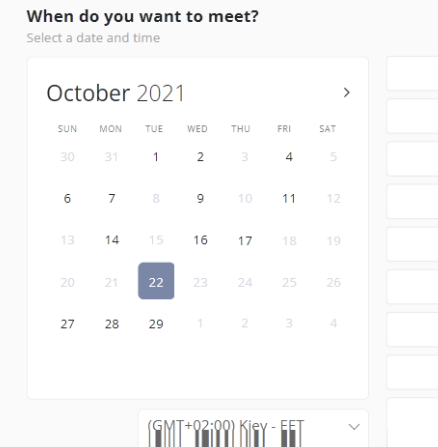 When do you want to meet?
Select a date and time
October 2021
SUN MON TUE WED THU FRI SAT
30 31 1 2 3 4 5
6 7 8 9 10 11 12
13 14 15 16 17 18 19
20 21 22 23 24 25 26
27 28 29 1 2 3 4
(GMT+02:00) Kiev - EET